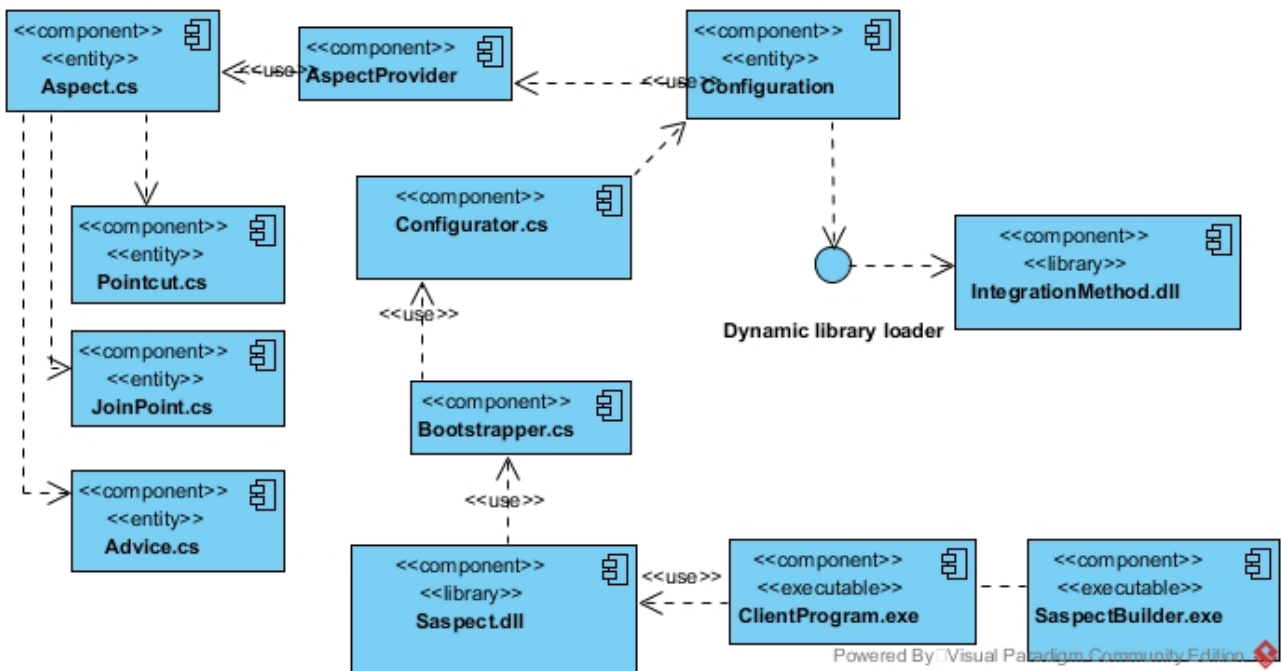 <<component>>
<<entity>>
Aspect.cs
<<use>>
<<component>>
AspectProvider
<<use>>
<<component>>
<<entity>>
Configuration
<<component>>
<<entity>>
Pointcut.cs
<<component>>
Configurator.cs
<<component>>
<<library>>
IntegrationMethod.dll
Dynamic library loader
<<use>>
<<component>>
<<entity>>
JoinPoint.cs
<<component>>
Bootstrapper.cs
<<component>>
<<entity>>
Advice.cs
<<use>>
<<component>>
<<library>>
Saspect.dll
<<use>>
<<component>>
<<executable>>
ClientProgram.exe
<<component>>
<<executable>>
SaspectBuilder.exe
Powered By Visual Paradigm Community Edition